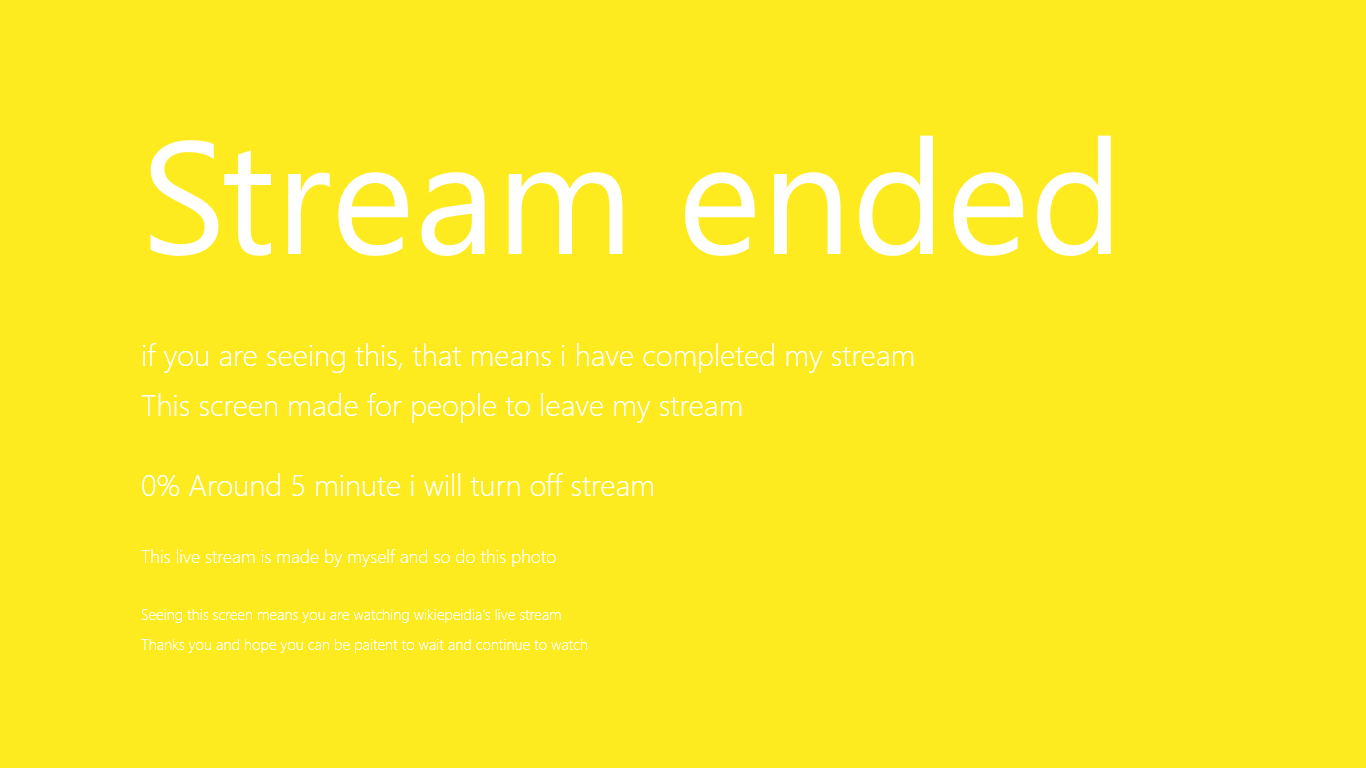 Stream ended
if you are seeing this, that means i have completed my stream
This screen made for people to leave my stream
0% Around 5 minute i will turn off stream
This live stream is made by myself and so do this photo
Seeing this screen means you are watching wikiepeidia's live stream
Thanks you and hope you can be paitent to wait and continue to watch